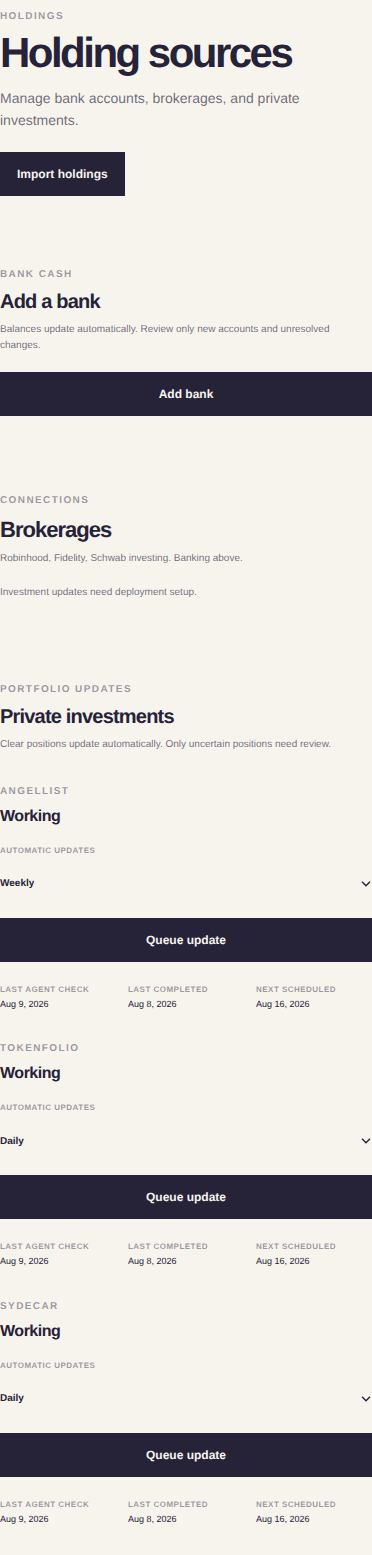 HOLDINGS
Holding sources
Manage bank accounts, brokerages, and private
investments.
Import holdings
BANK CASH
Add a bank
Balances update automatically. Review only new accounts and unresolved
changes.
Add bank
CONNECTIONS
Brokerages
Robinhood, Fidelity, Schwab investing. Banking above.
Investment updates need deployment setup.
PORTFOLIO UPDATES
Private investments
Clear positions update automatically. Only uncertain positions need review.
ANGELLIST
Working
AUTOMATIC UPDATES
Weekly
Queue update
LAST AGENT CHECK LAST COMPLETED NEXT SCHEDULED
Aug 9, 2026 Aug 8, 2026 Aug 16, 2026
TOKENFOLIO
Working
AUTOMATIC UPDATES
Daily
Queue update
LAST AGENT CHECK LAST COMPLETED NEXT SCHEDULED
Aug 9, 2026 Aug 8, 2026 Aug 16, 2026
SYDECAR
Working
AUTOMATIC UPDATES
Daily
Queue update
LAST AGENT CHECK LAST COMPLETED NEXT SCHEDULED
Aug 9, 2026 Aug 8, 2026 Aug 16, 2026